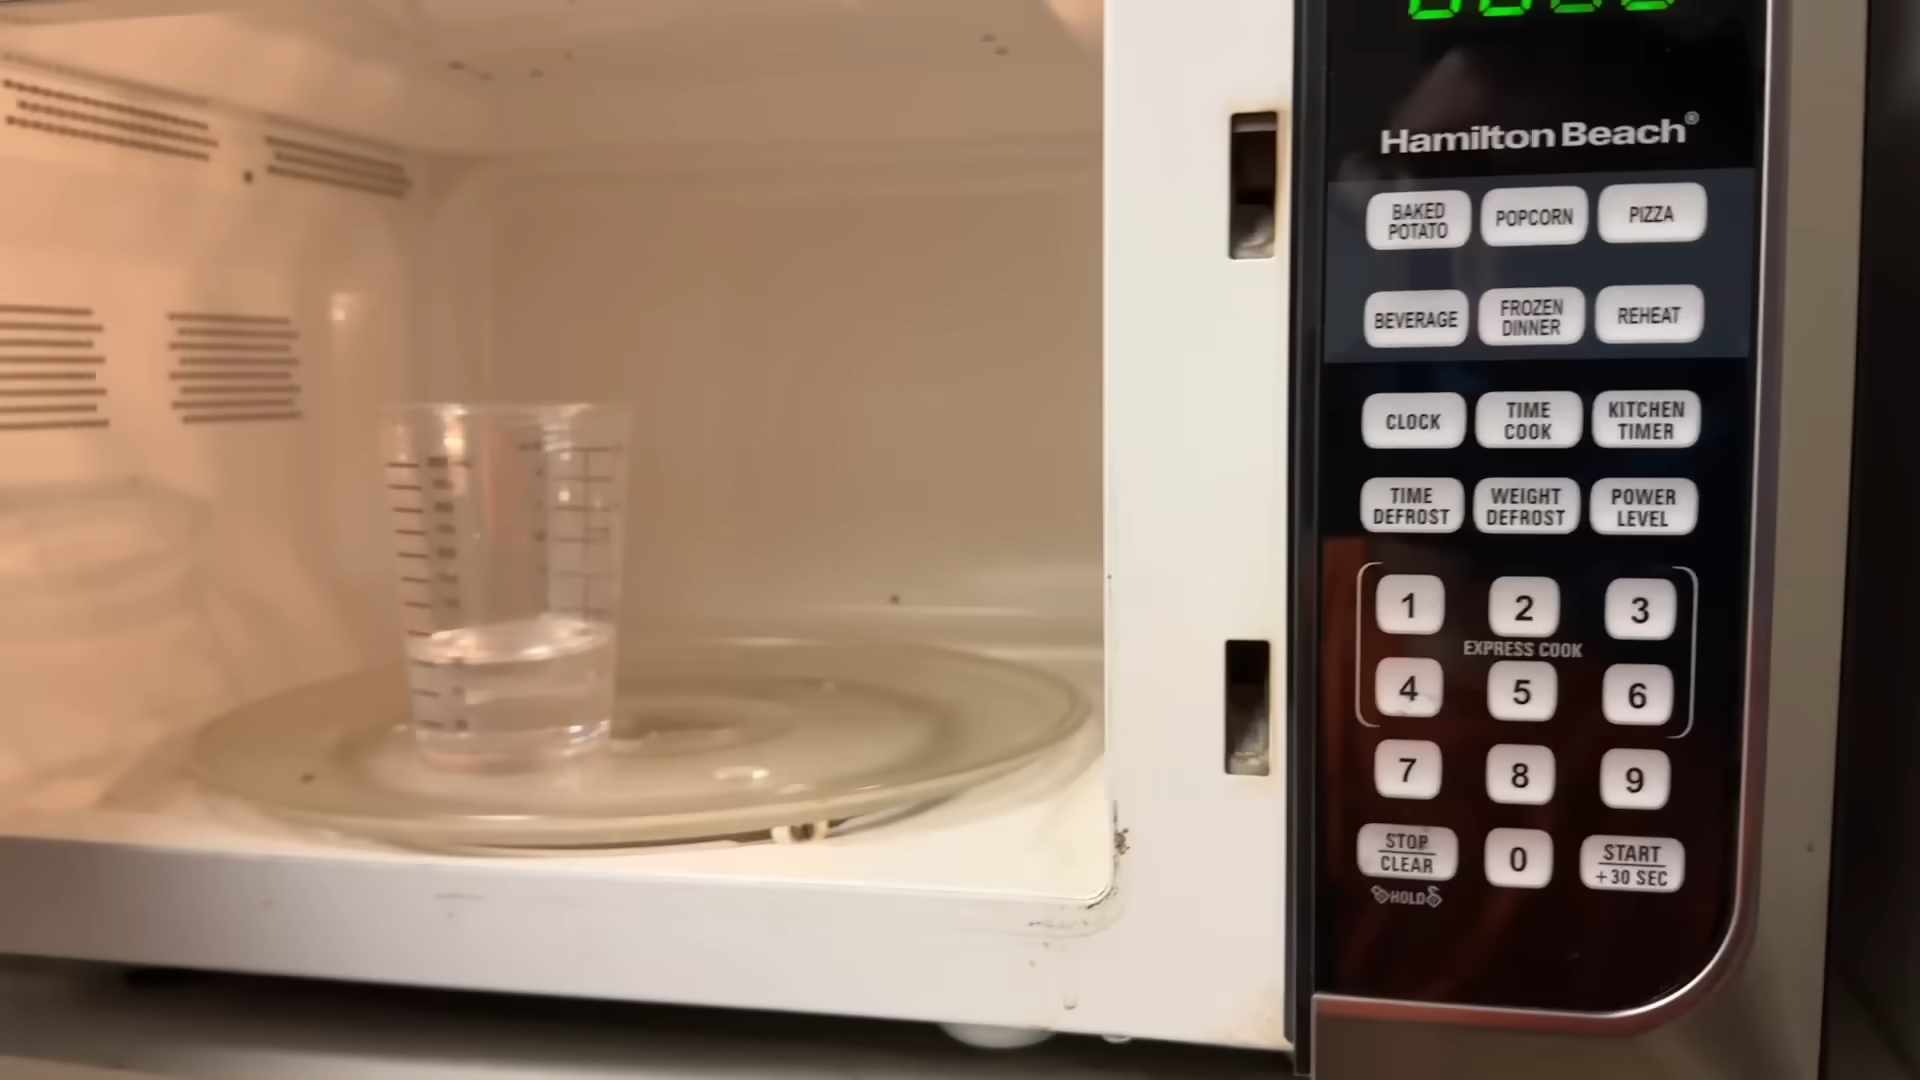 Hamilton Beach®
BAKED
POTATO
POPCORN
PIZZA
BEVERAGE
FROZEN
DINNER
REHEAT
CLOCK
TIME
COOK
KITCHEN
TIMER
TIME
DEFROST
WEIGHT
DEFROST
POWER
LEVEL
1
2
3
EXPRESS COOK
4
5
6
7
8
9
STOP
CLEAR
0
START
+30 SEC
HOLD